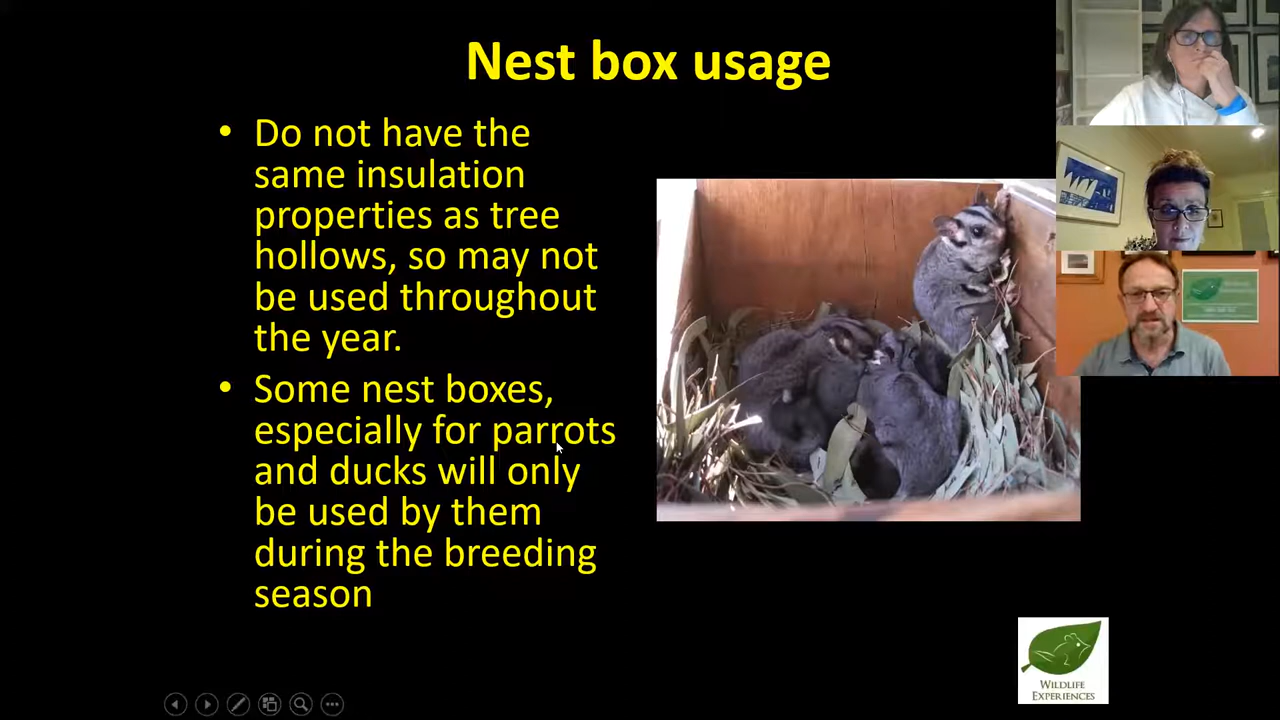 Nest box usage
• Do not have the
same insulation
properties as tree
hollows, so may not
be used throughout
the year.
• Some nest boxes,
especially for parrots
and ducks will only
be used by them
during the breeding
season
WILDLIFE
EXPERIENCES